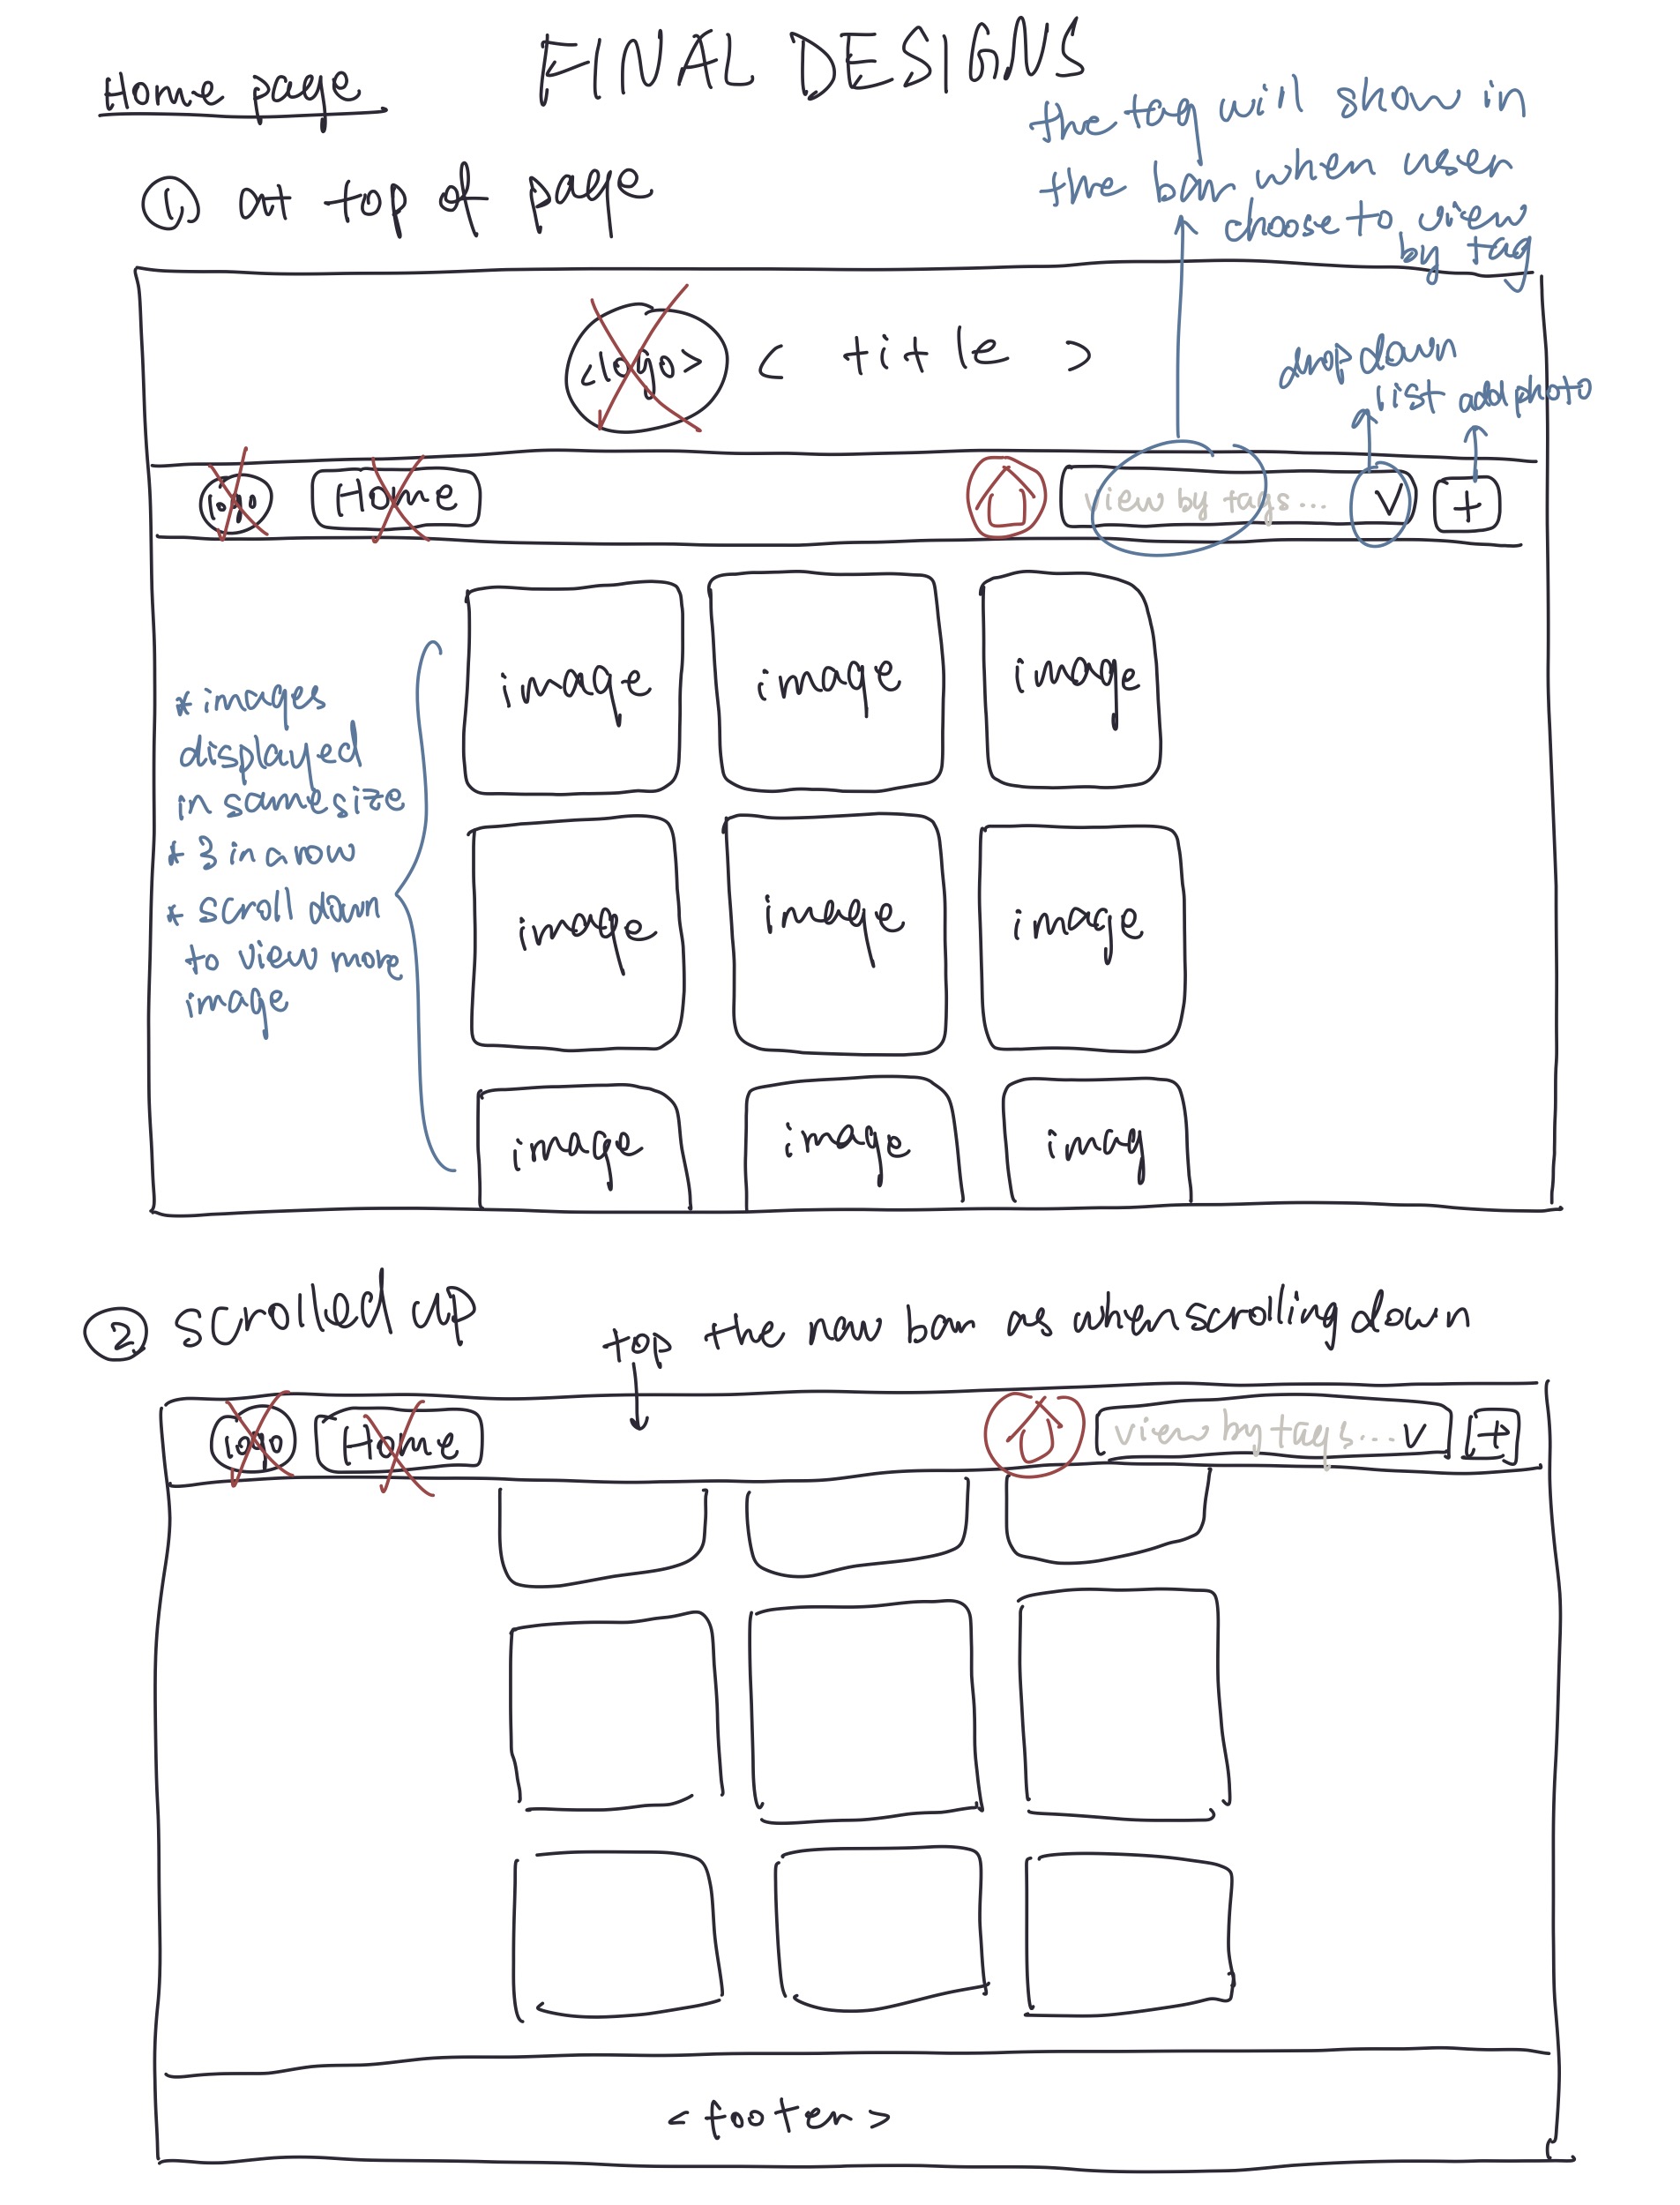 FINAL DESIGNS
Home page
① at top of page
the tag will show in
the bar when user
choose to view
by tag
<logo> < title >
drop down
list
add photo
logo
Home
view by tags... V
+
image
image
image
* images
displayed
in same size
* 3 in a row
* scroll down
to view more
image
image
image
image
image
image
imag
② scrolled up
top the nav bar as when scrolling down
logo
Home
view by tags... V
+
<footer>